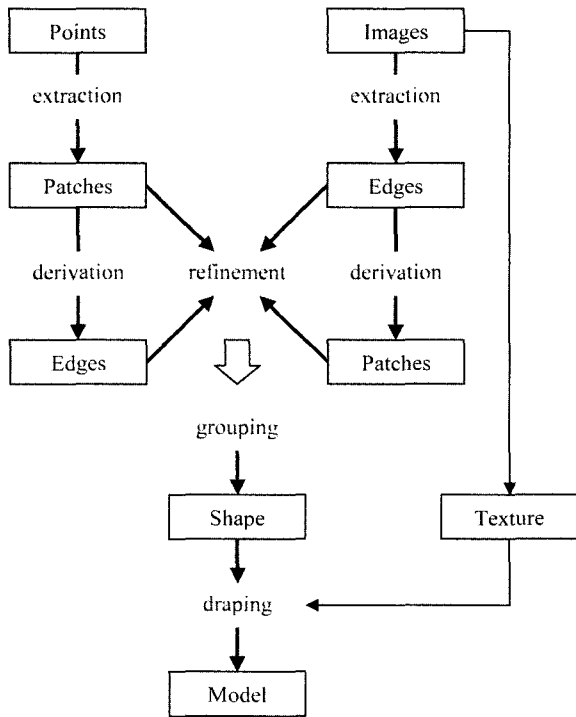 Points Images
extraction extraction
Patches Edges
derivation refinement derivation
Edges Patches
grouping
Shape Texture
draping
Model